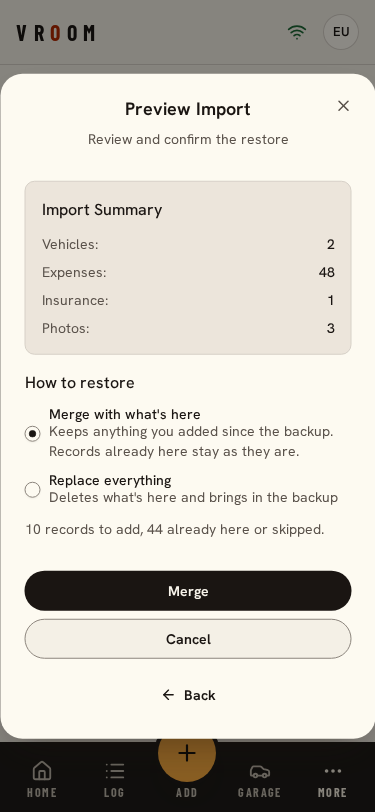 VROOM
EU
Preview Import
Review and confirm the restore
Import Summary
Vehicles: 2
Expenses: 48
Insurance: 1
Photos: 3
How to restore
Merge with what's here
Keeps anything you added since the backup.
Records already here stay as they are.
Replace everything
Deletes what's here and brings in the backup
10 records to add, 44 already here or skipped.
Merge
Cancel
Back
HOME LOG ADD GARAGE MORE